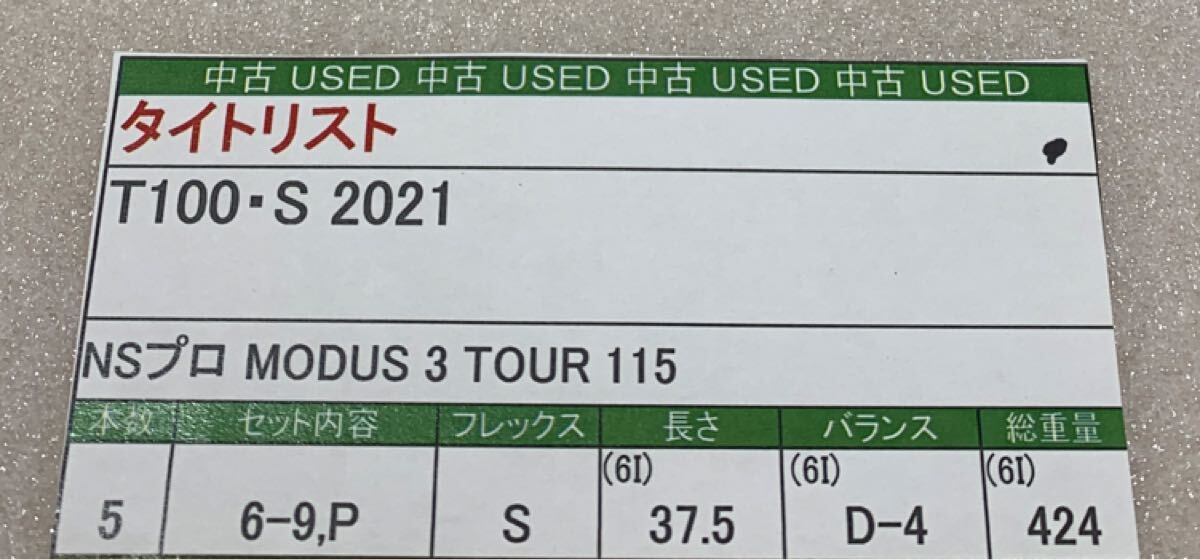 中古 USED 中古 USED 中古 USED 中古 USED
タイトリスト
T100・S 2021
NSプロ MODUS 3 TOUR 115
本数 セット内容 フレックス 長さ バランス 総重量
(6I) (6I) (6I)
5 6-9,P S 37.5 D-4 424